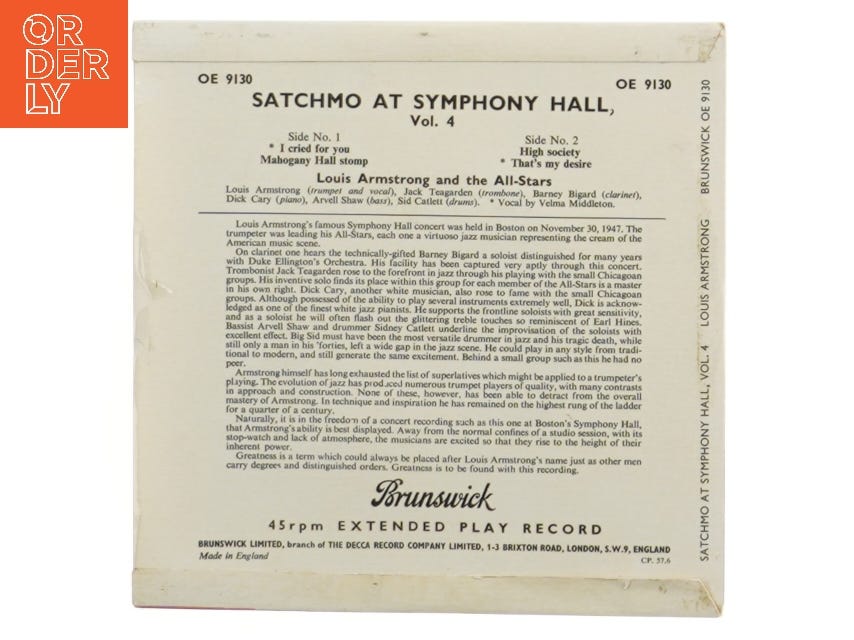 OR
DER
LY
OE 9130
OE 9130
SATCHMO AT SYMPHONY HALL,
Vol. 4
Side No. 1
* I cried for you
Mahogany Hall stomp
Side No. 2
High society
* That's my desire
Louis Armstrong and the All-Stars
Louis Armstrong (trumpet and vocal), Jack Teagarden (trombone), Barney Bigard (clarinet),
Dick Cary (piano), Arvell Shaw (bass), Sid Catlett (drums). * Vocal by Velma Middleton.
Louis Armstrong's famous Symphony Hall concert was held in Boston on November 30, 1947. The
trumpeter was leading his All-Stars, each one a virtuoso jazz musician representing the cream of the
American music scene.
On clarinet one hears the technically-gifted Barney Bigard a soloist distinguished for many years
with Duke Ellington's Orchestra. His facility has been captured very aptly through this concert.
Trombonist Jack Teagarden rose to the forefront in jazz through his playing with the small Chicagoan
groups. His inventive solo finds its place within this group for each member of the All-Stars is a master
in his own right. Dick Cary, another white musician, also rose to fame with the small Chicagoan
groups. Although possessed of the ability to play several instruments extremely well, Dick is acknow-
ledged as one of the finest white jazz pianists. He supports the frontline soloists with great sensitivity,
and as a soloist he will often flash out the glittering treble touches so reminiscent of Earl Hines.
Bassist Arvell Shaw and drummer Sidney Catlett underline the improvisation of the soloists with
excellent effect. Big Sid must have been the most versatile drummer in jazz and his tragic death, while
still only a man in his 'forties, left a wide gap in the jazz scene. He could play in any style from tradi-
tional to modern, and still generate the same excitement. Behind a small group such as this he had no
peer.
Armstrong himself has long exhausted the list of superlatives which might be applied to a trumpeter's
playing. The evolution of jazz has produced numerous trumpet players of quality, with many contrasts
in approach and construction. None of these, however, has been able to detract from the overall
mastery of Armstrong. In technique and inspiration he has remained on the highest rung of the ladder
for a quarter of a century.
Naturally, it is in the freedom of a concert recording such as this one at Boston's Symphony Hall,
that Armstrong's ability is best displayed. Away from the normal confines of a studio session, with its
stop-watch and lack of atmosphere, the musicians are excited so that they rise to the height of their
inherent power.
Greatness is a term which could always be placed after Louis Armstrong's name just as other men
carry degrees and distinguished orders. Greatness is to be found with this recording.
Brunswick
45 rpm EXTENDED PLAY RECORD
BRUNSWICK LIMITED, branch of THE DECCA RECORD COMPANY LIMITED, 1-3 BRIXTON ROAD, LONDON, S.W.9, ENGLAND
Made in England
CP. 57.6
SATCHMO AT SYMPHONY HALL, VOL. 4 LOUIS ARMSTRONG BRUNSWICK OE 9130